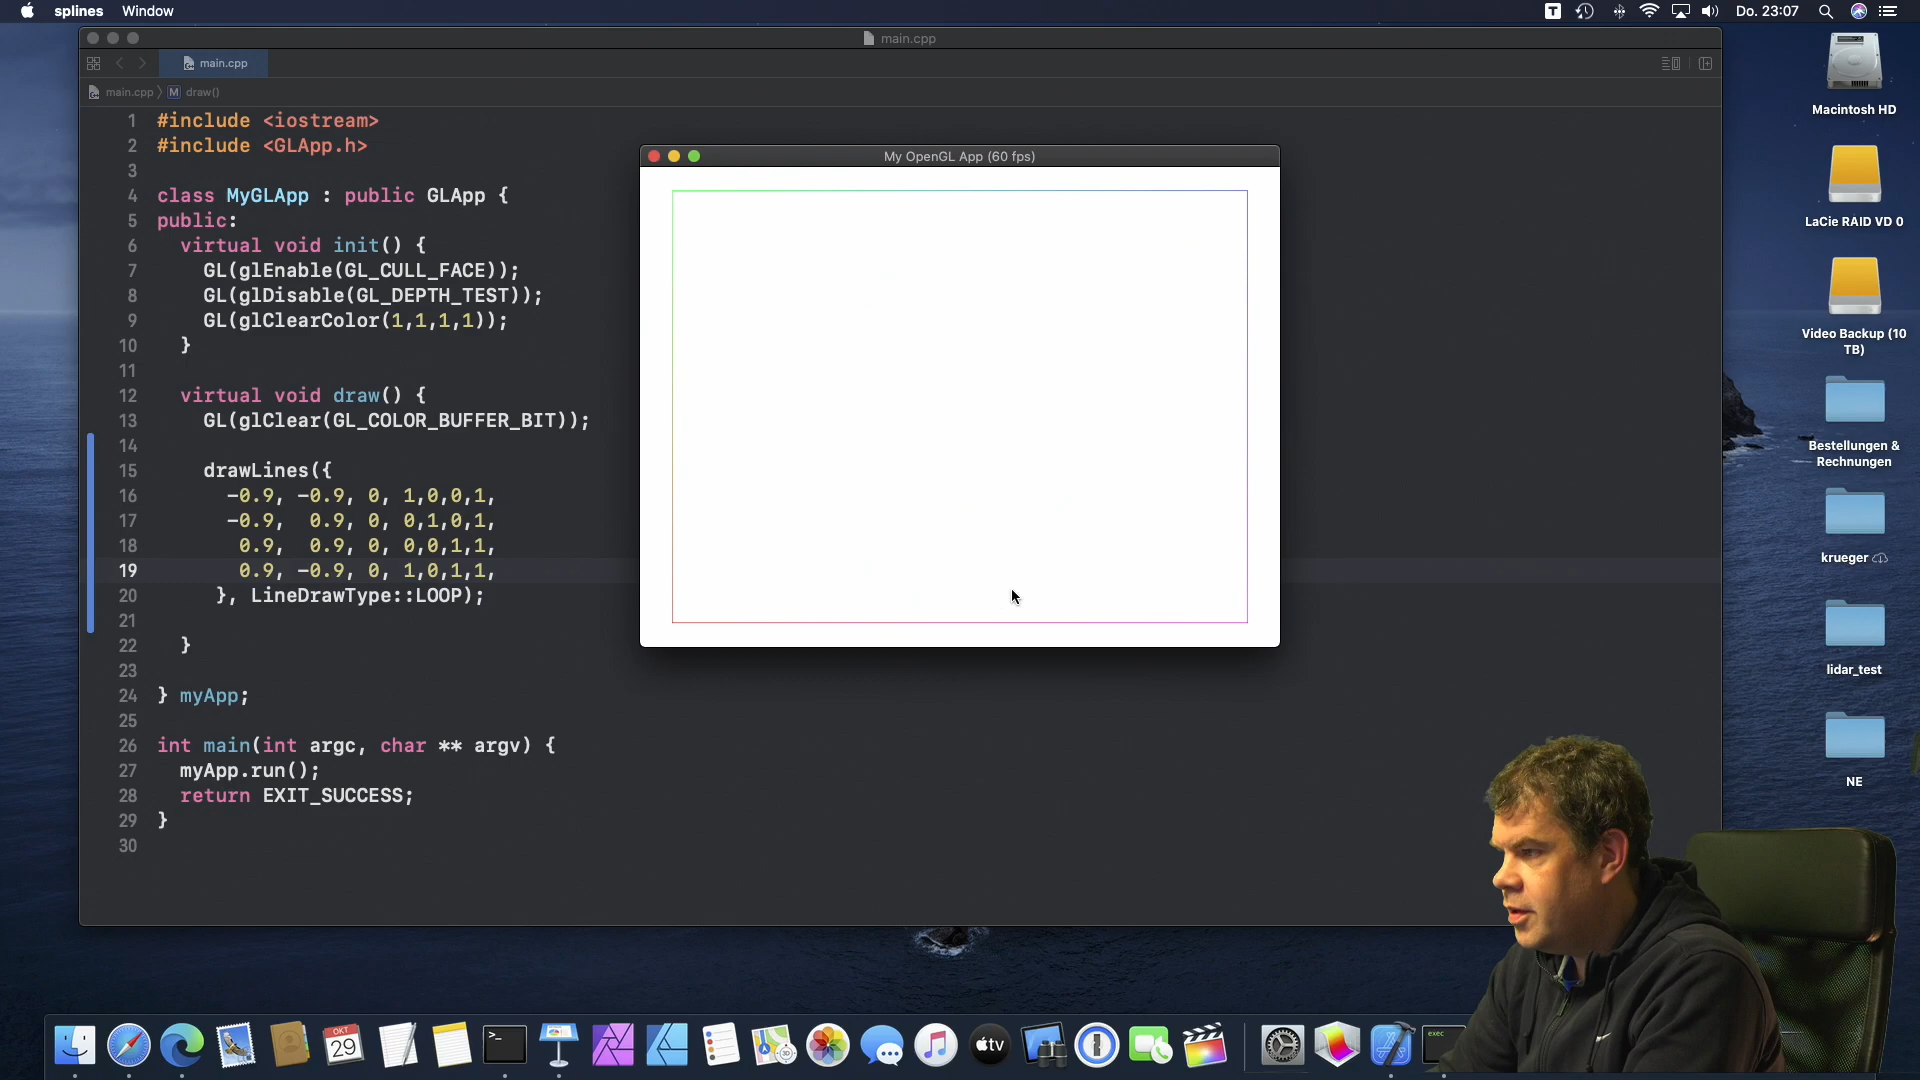 splines Window
Do. 23:07
main.cpp
main.cpp
main.cpp 〉 M draw()
1 #include <iostream>
2 #include <GLApp.h>
3
4 class MyGLApp : public GLApp {
5 public:
6 virtual void init() {
7 GL(glEnable(GL_CULL_FACE));
8 GL(glDisable(GL_DEPTH_TEST));
9 GL(glClearColor(1,1,1,1));
10 }
11
12 virtual void draw() {
13 GL(glClear(GL_COLOR_BUFFER_BIT));
14
15 drawLines({
16 -0.9, -0.9, 0, 1,0,0,1,
17 -0.9, 0.9, 0, 0,1,0,1,
18 0.9, 0.9, 0, 0,0,1,1,
19 0.9, -0.9, 0, 1,0,1,1,
20 }, LineDrawType::LOOP);
21
22 }
23
24 } myApp;
25
26 int main(int argc, char ** argv) {
27 myApp.run();
28 return EXIT_SUCCESS;
29 }
30
My OpenGL App (60 fps)
Macintosh HD
LaCie RAID VD 0
Video Backup (10
TB)
Bestellungen &
Rechnungen
krueger
lidar_test
NE
OKT
29
>_
3D
tv
exec